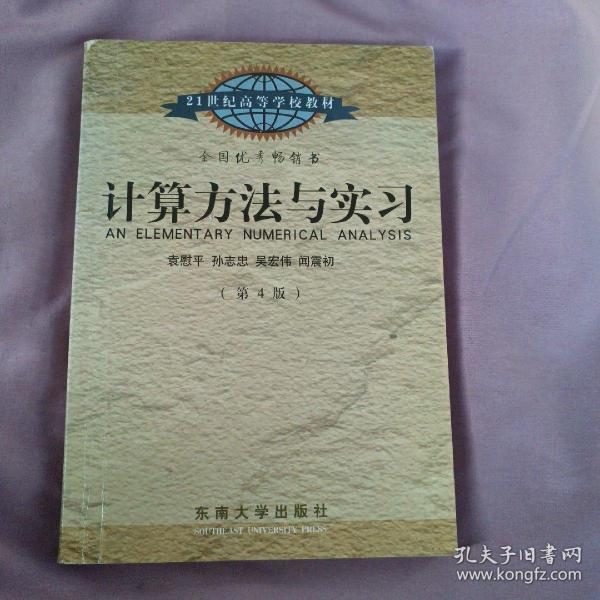 21世纪高等学校教材
全国优秀畅销书
计算方法与实习
AN ELEMENTARY NUMERICAL ANALYSIS
袁慰平 孙志忠 吴宏伟 闻震初
(第4版)
东南大学出版社
SOUTHEAST UNIVERSITY PRESS
孔夫子旧书网
www.kongfz.com